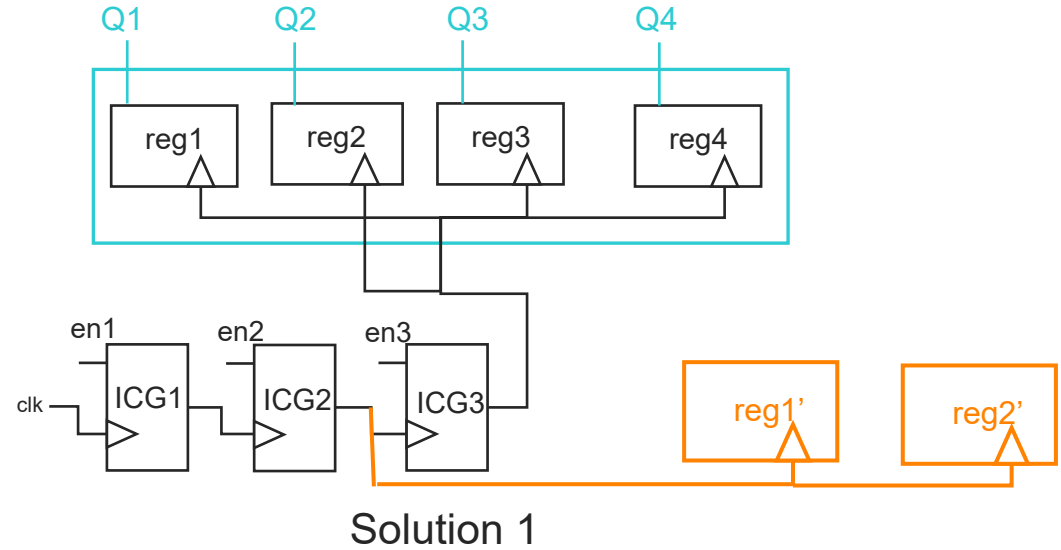 Q1 Q2 Q3 Q4
reg1 reg2 reg3 reg4
en1 en2 en3
clk ICG1 ICG2 ICG3
reg1’ reg2’
Solution 1